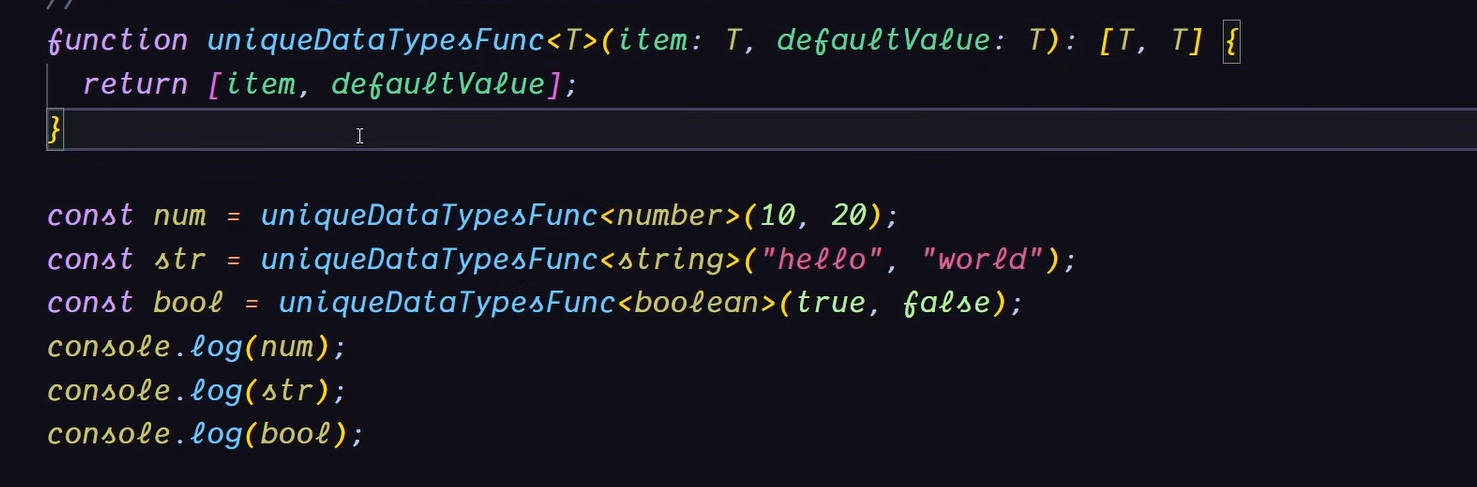 //
function uniqueDataTypesFunc<T>(item: T, defaultValue: T): [T, T] {
  return [item, defaultValue];
}
const num = uniqueDataTypesFunc<number>(10, 20);
const str = uniqueDataTypesFunc<string>("hello", "world");
const bool = uniqueDataTypesFunc<boolean>(true, false);
console.log(num);
console.log(str);
console.log(bool);